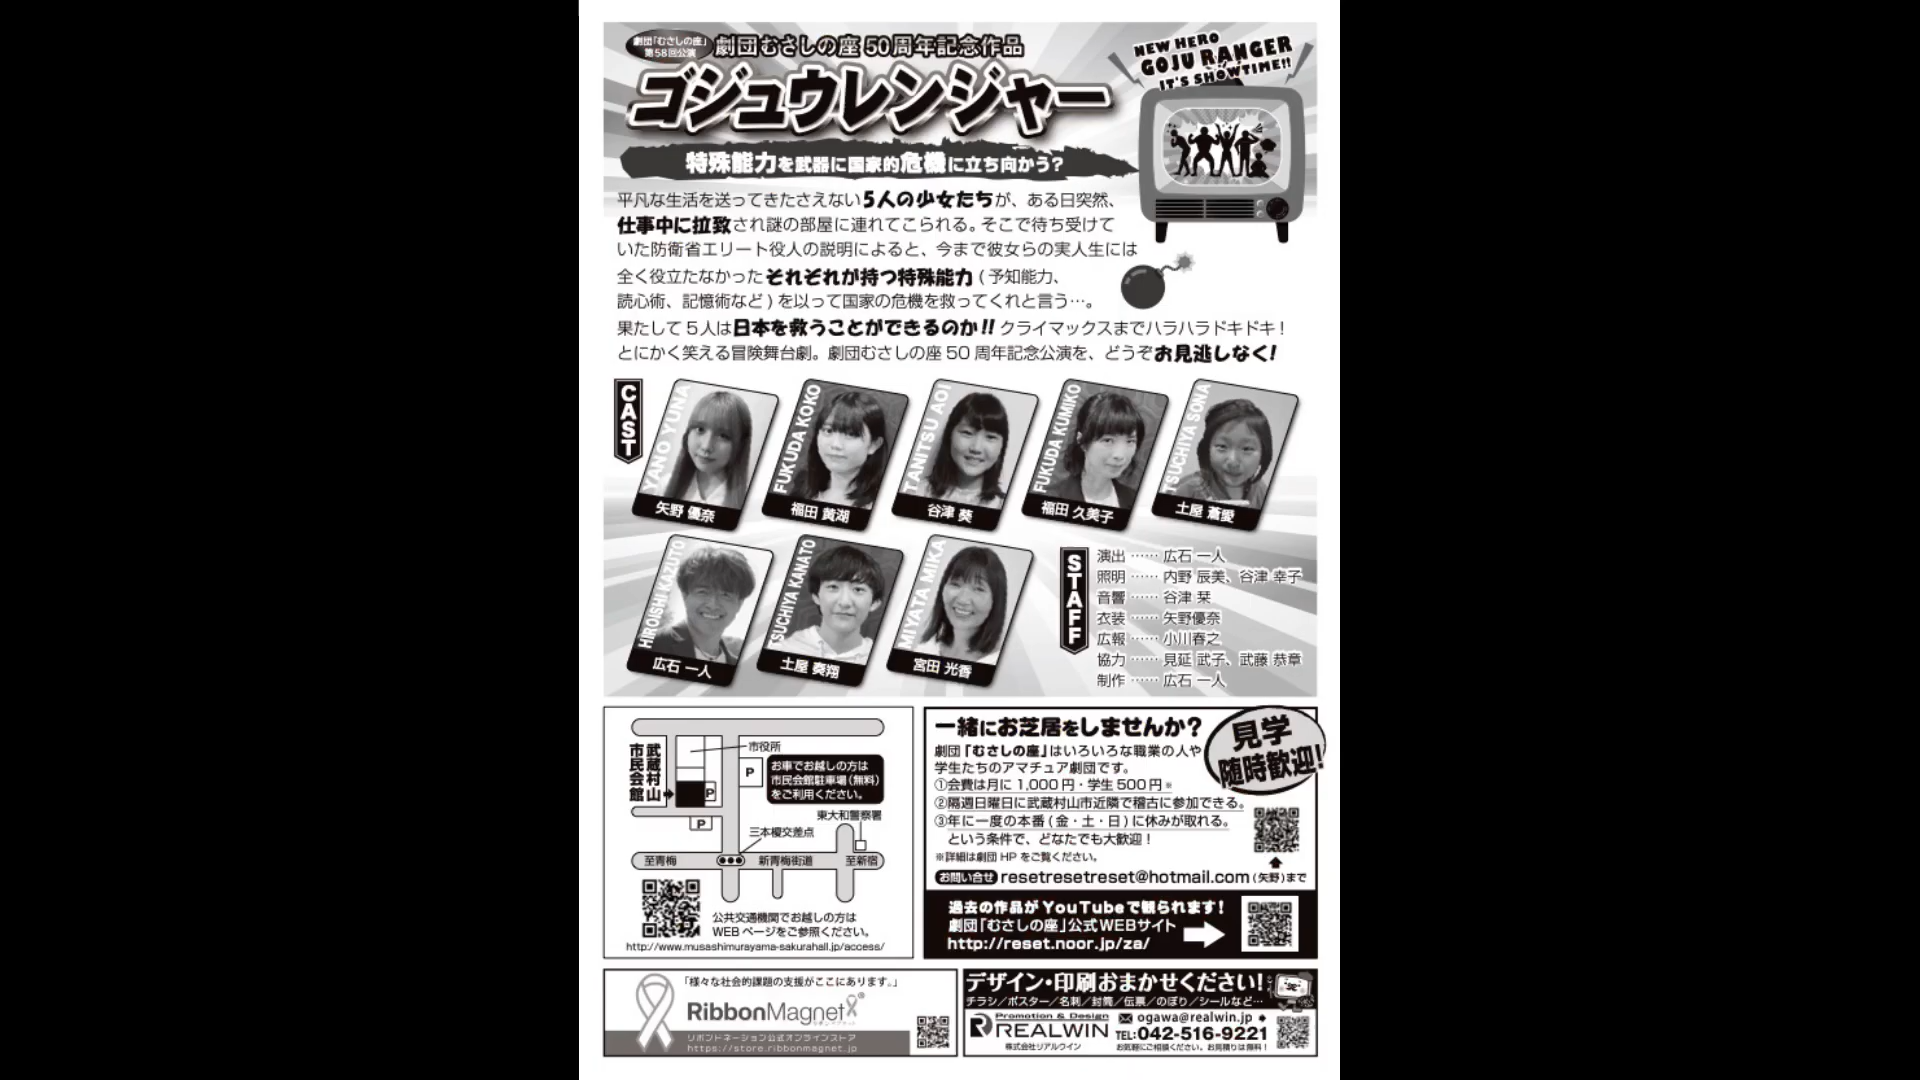 劇団「むさしの座」
第58回公演
劇団むさしの座 50周年記念作品
ゴジュウレンジャー
NEW HERO
GOJU RANGER
IT'S SHOWTIME!!
特殊能力を武器に国家的危機に立ち向かう?
平凡な生活を送ってきたさえない5人の少女たちが、ある日突然、
仕事中に拉致され謎の部屋に連れてこられる。そこで待ち受けて
いた防衛省エリート役人の説明によると、今まで彼女らの実人生には
全く役立たなかったそれぞれが持つ特殊能力(予知能力、
読心術、記憶術など)を以って国家の危機を救ってくれと言う…。
果たして5人は日本を救うことができるのか!!クライマックスまでハラハラドキドキ!
とにかく笑える冒険舞台劇。劇団むさしの座50周年記念公演を、どうぞお見逃しなく!
CAST
YANO YUNA
矢野 優奈
FUKUDA KOKO
福田 黄湖
TANITSU AOI
谷津 葵
FUKUDA KUMIKO
福田 久美子
TSUCHIYA SONA
土屋 蒼愛
HIROISHI KAZUTO
広石 一人
TSUCHIYA KANATO
土屋 奏翔
MIYATA MIKA
宮田 光香
STAFF
演出……広石 一人
照明……内野 辰美、谷津 幸子
音響……谷津 栞
衣装……矢野優奈
広報……小川春之
協力……見延 武子、武藤 恭章
制作……広石 一人
武蔵村山
市民会館
市役所
P
お車でお越しの方は
市民会館駐車場(無料)
をご利用ください。
P
P
東大和警察署
三本榎交差点
至青梅
新青梅街道
至新宿
公共交通機関でお越しの方は
WEBページをご参照ください。
http://www.musashimurayama-sakurahall.jp/access/
一緒にお芝居をしませんか?
見学
随時歓迎!
劇団「むさしの座」はいろいろな職業の人や
学生たちのアマチュア劇団です。
①会費は月に1,000円・学生500円※
②隔週日曜日に武蔵村山市近隣で稽古に参加できる。
③年に一度の本番(金・土・日)に休みが取れる。
という条件で、どなたでも大歓迎!
※詳細は劇団HPをご覧ください。
お問い合せ resetresetreset@hotmail.com(矢野)まで
過去の作品がYouTubeで観られます!
劇団「むさしの座」公式WEBサイト
http://reset.noor.jp/za/
「様々な社会的課題の支援がここにあります。」
RibbonMagnet®
リボンマグネット
リボンドネーション公式オンラインストア
https://store.ribbonmagnet.jp
デザイン・印刷おまかせください!
チラシ/ポスター/名刺/封筒/伝票/のぼり/シールなど…
Promotion & Design
REALWIN
株式会社リアルウイン
ogawa@realwin.jp
TEL:042-516-9221
お気軽にご相談ください。お見積りは無料!